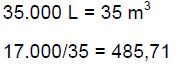 35.000 L = 35 m³
17.000/35 = 485,71